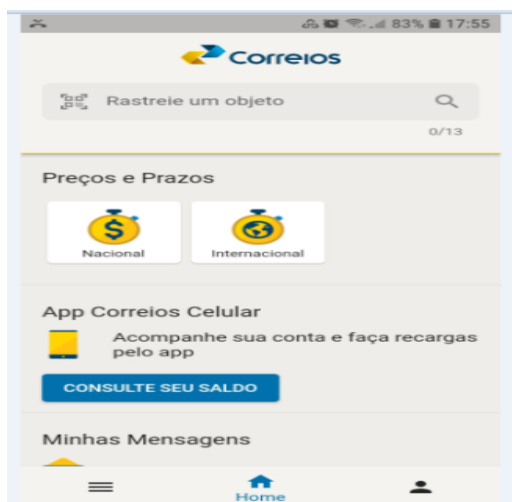 83% 17:55
Correios
Rastreie um objeto
0/13
Preços e Prazos
Nacional
Internacional
App Correios Celular
Acompanhe sua conta e faça recargas
pelo app
CONSULTE SEU SALDO
Minhas Mensagens
Home